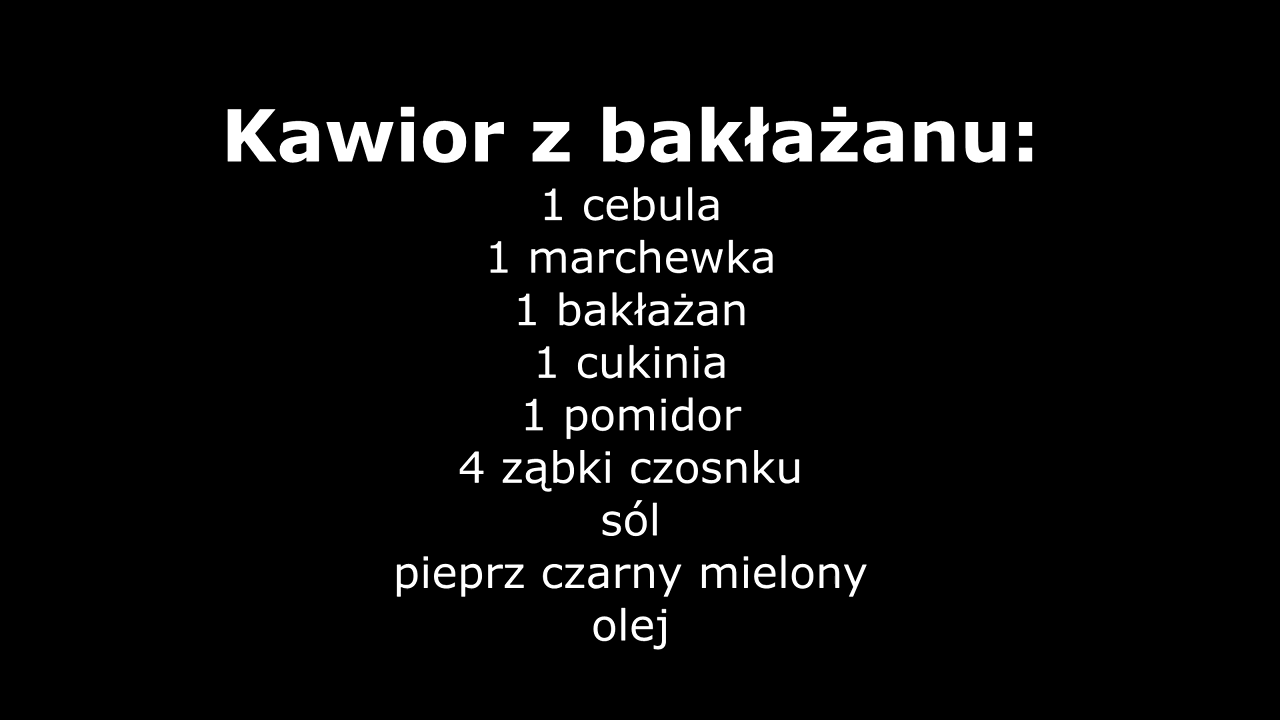 Kawior z bakłażanu:
1 cebula
1 marchewka
1 bakłażan
1 cukinia
1 pomidor
4 ząbki czosnku
sól
pieprz czarny mielony
olej